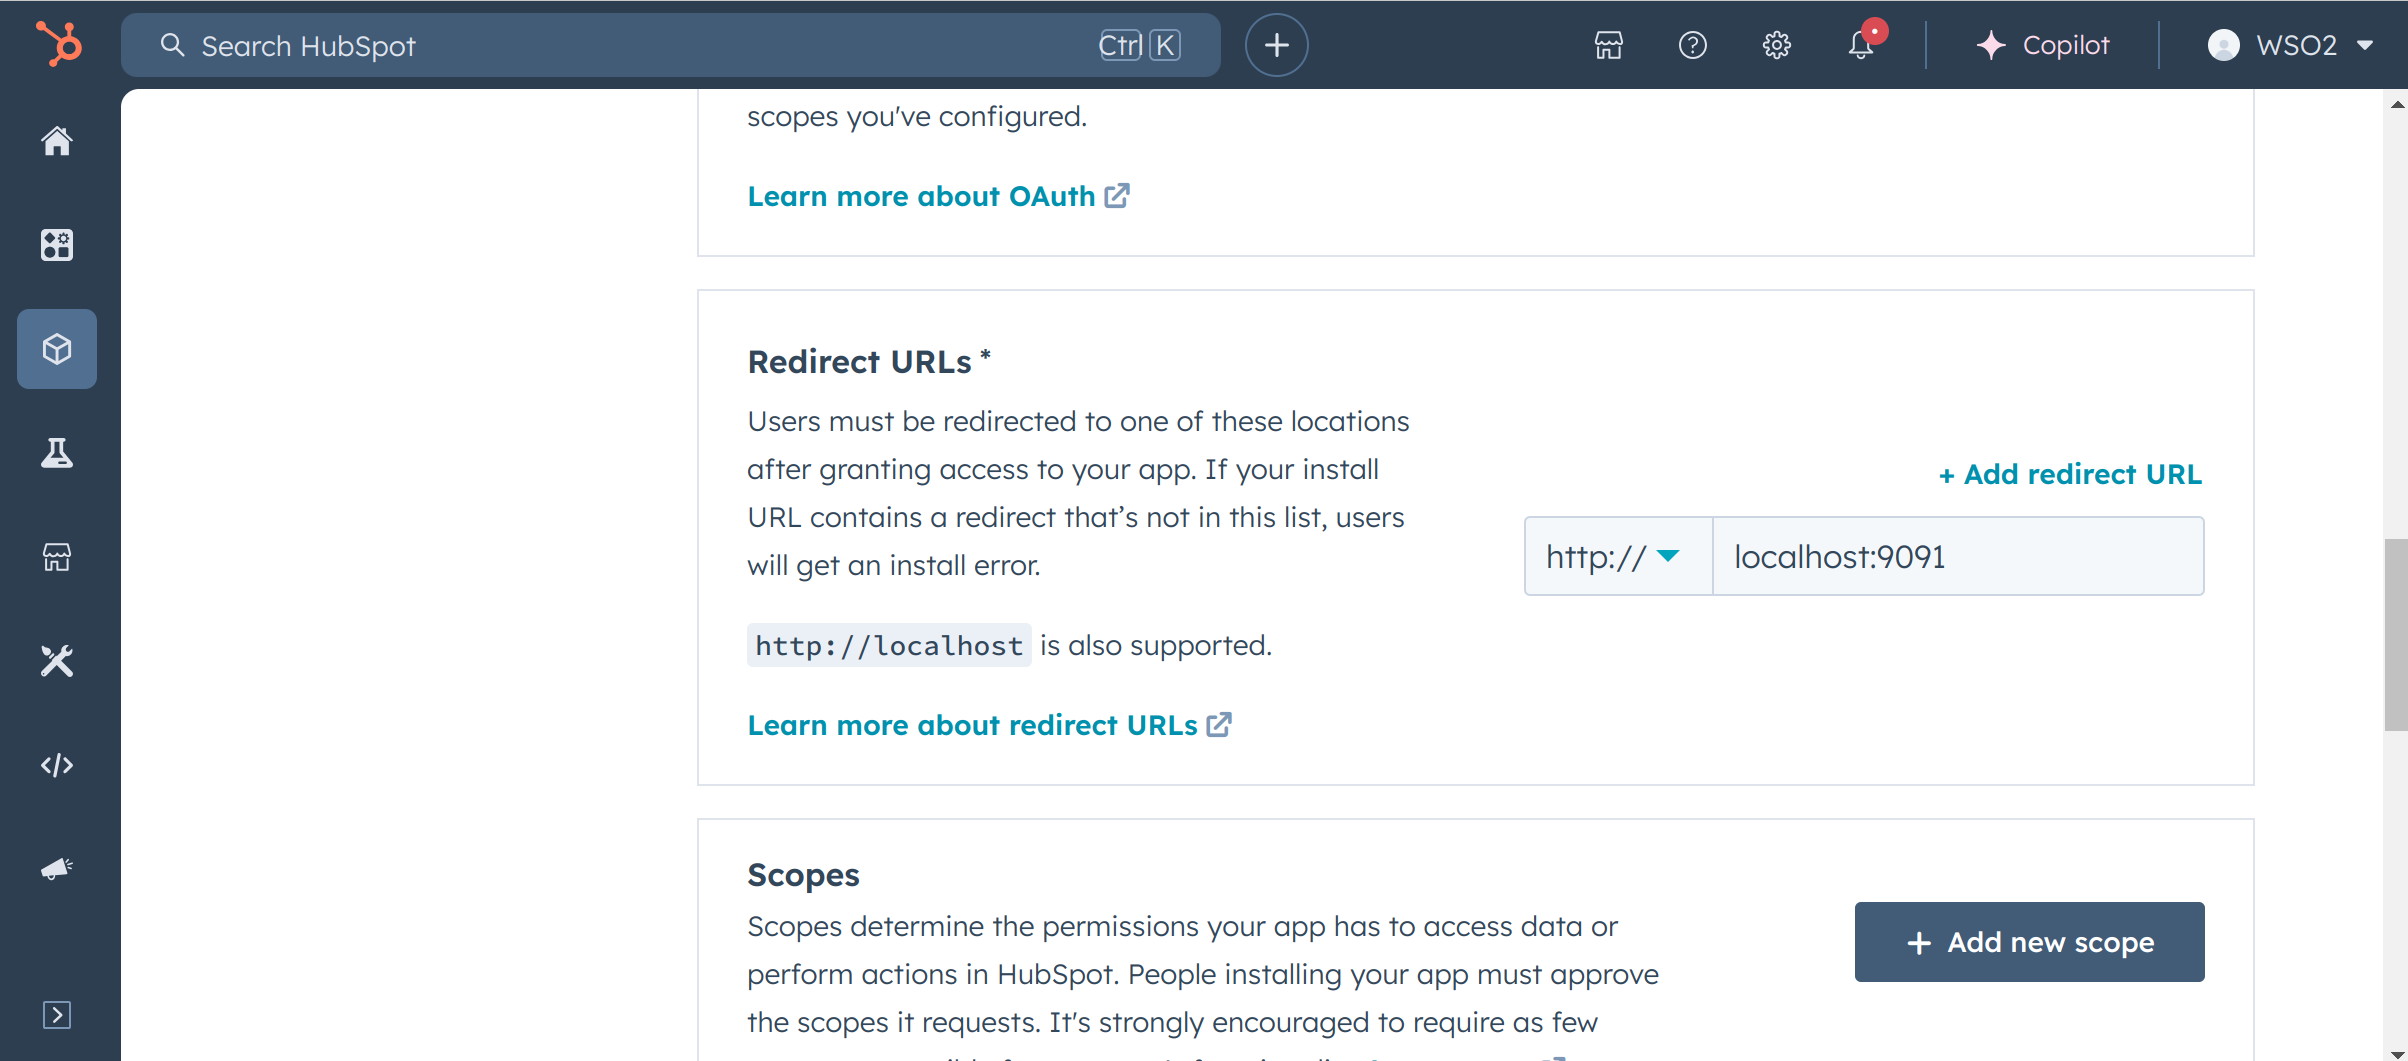 Search HubSpot
Ctrl K
Copilot
WSO2
scopes you've configured.
Learn more about OAuth
Redirect URLs *
Users must be redirected to one of these locations
after granting access to your app. If your install
URL contains a redirect that’s not in this list, users
will get an install error.
http://localhost is also supported.
Learn more about redirect URLs
+ Add redirect URL
http://
localhost:9091
Scopes
Scopes determine the permissions your app has to access data or
perform actions in HubSpot. People installing your app must approve
the scopes it requests. It's strongly encouraged to require as few
+ Add new scope